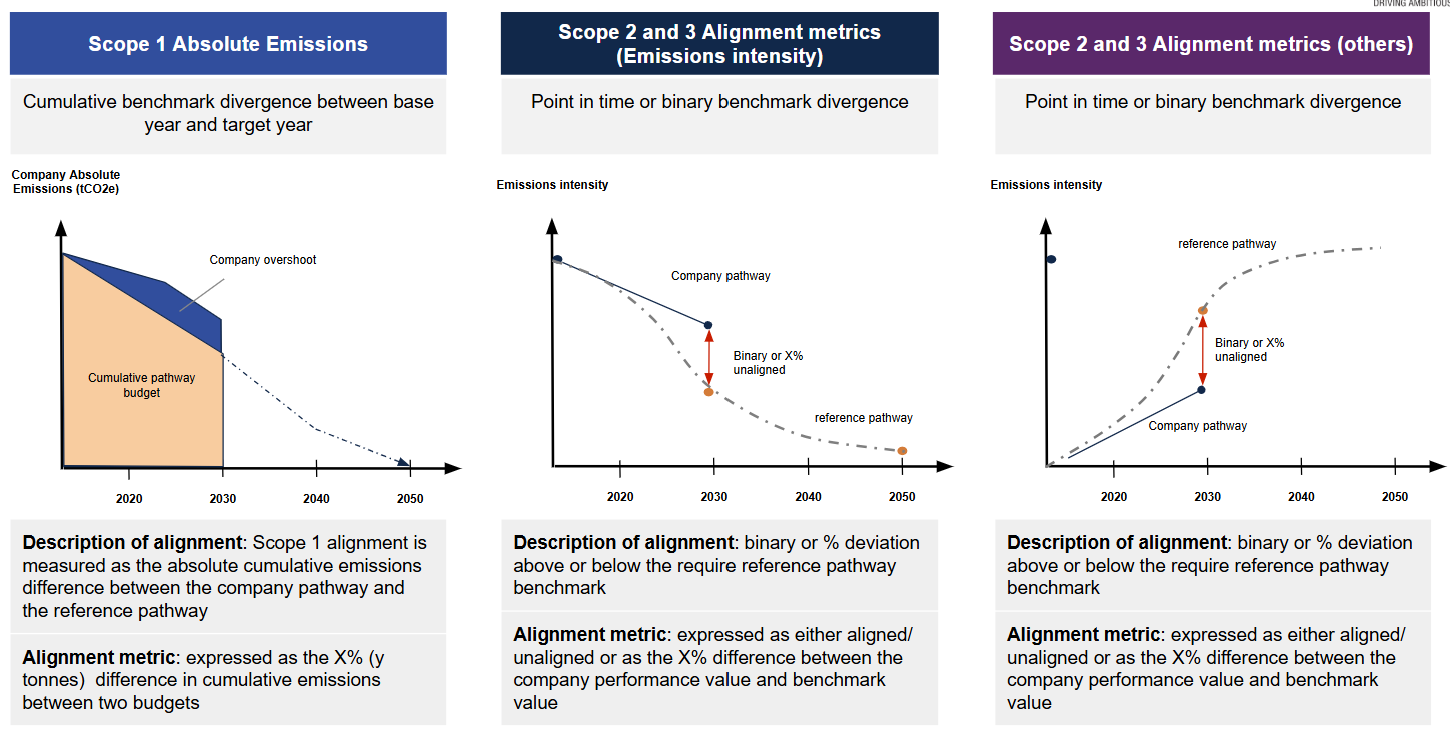 DRIVING AMBITIOUS
Scope 1 Absolute Emissions
Cumulative benchmark divergence between base
year and target year
Company Absolute
Emissions (tCO2e)
Company overshoot
Cumulative pathway
budget
2020
2030
2040
2050
Description of alignment: Scope 1 alignment is
measured as the absolute cumulative emissions
difference between the company pathway and
the reference pathway
Alignment metric: expressed as the X% (y
tonnes) difference in cumulative emissions
between two budgets
Scope 2 and 3 Alignment metrics
(Emissions intensity)
Point in time or binary benchmark divergence
Emissions intensity
Company pathway
Binary or X%
unaligned
reference pathway
2020
2030
2040
2050
Description of alignment: binary or % deviation
above or below the require reference pathway
benchmark
Alignment metric: expressed as either aligned/
unaligned or as the X% difference between the
company performance value and benchmark
value
Scope 2 and 3 Alignment metrics (others)
Point in time or binary benchmark divergence
Emissions intensity
reference pathway
Binary or X%
unaligned
Company pathway
2020
2030
2040
2050
Description of alignment: binary or % deviation
above or below the require reference pathway
benchmark
Alignment metric: expressed as either aligned/
unaligned or as the X% difference between the
company performance value and benchmark
value